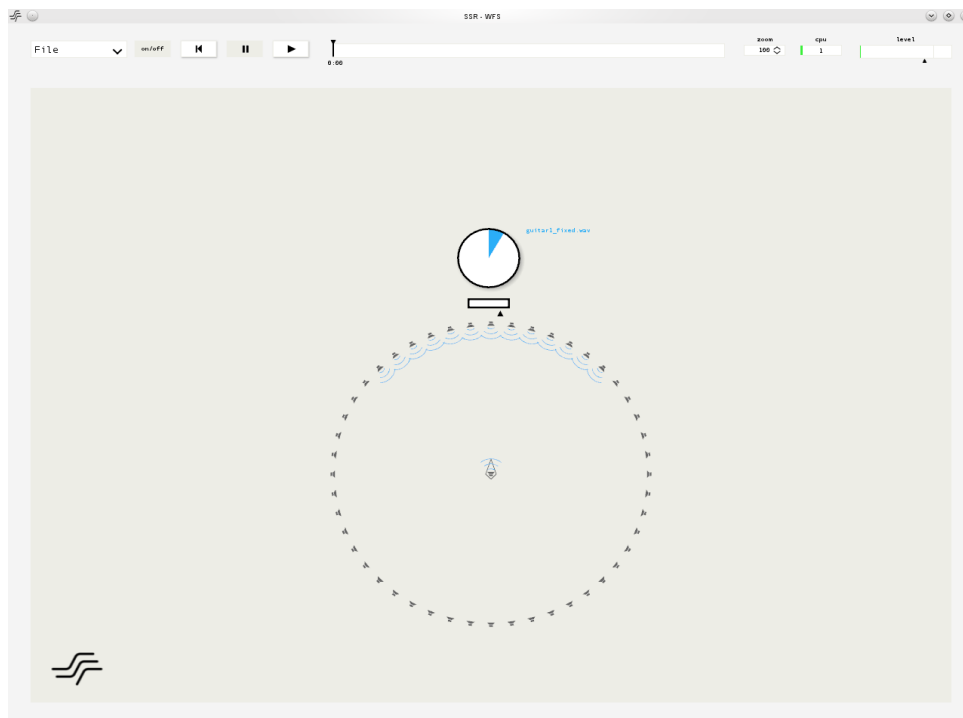 SSR - WFS
File
on/off
0:00
zoom
100
cpu
1
level
guitar1_fixed.wav